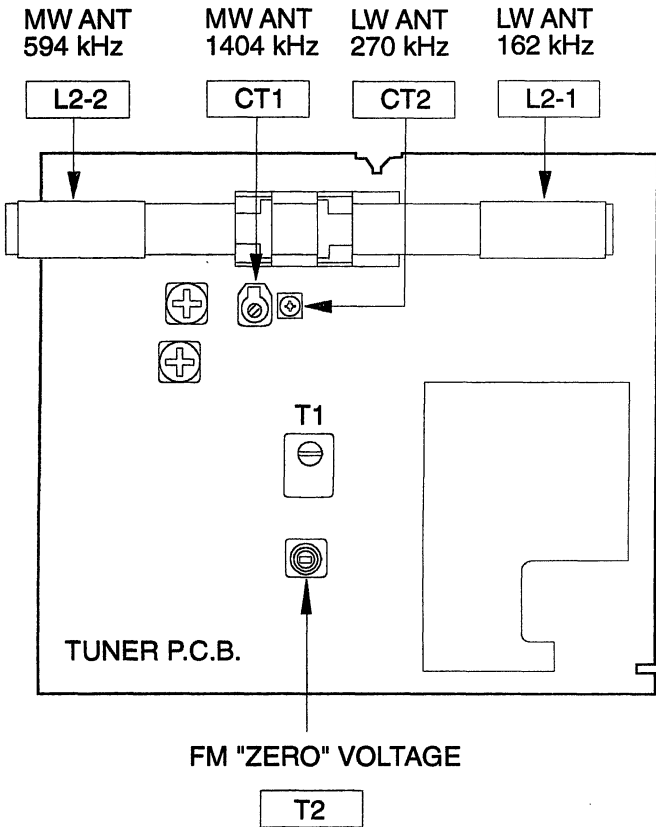 MW ANT
594 kHz
MW ANT
1404 kHz
LW ANT
270 kHz
LW ANT
162 kHz
L2-2
CT1
CT2
L2-1
T1
TUNER P.C.B.
FM "ZERO" VOLTAGE
T2